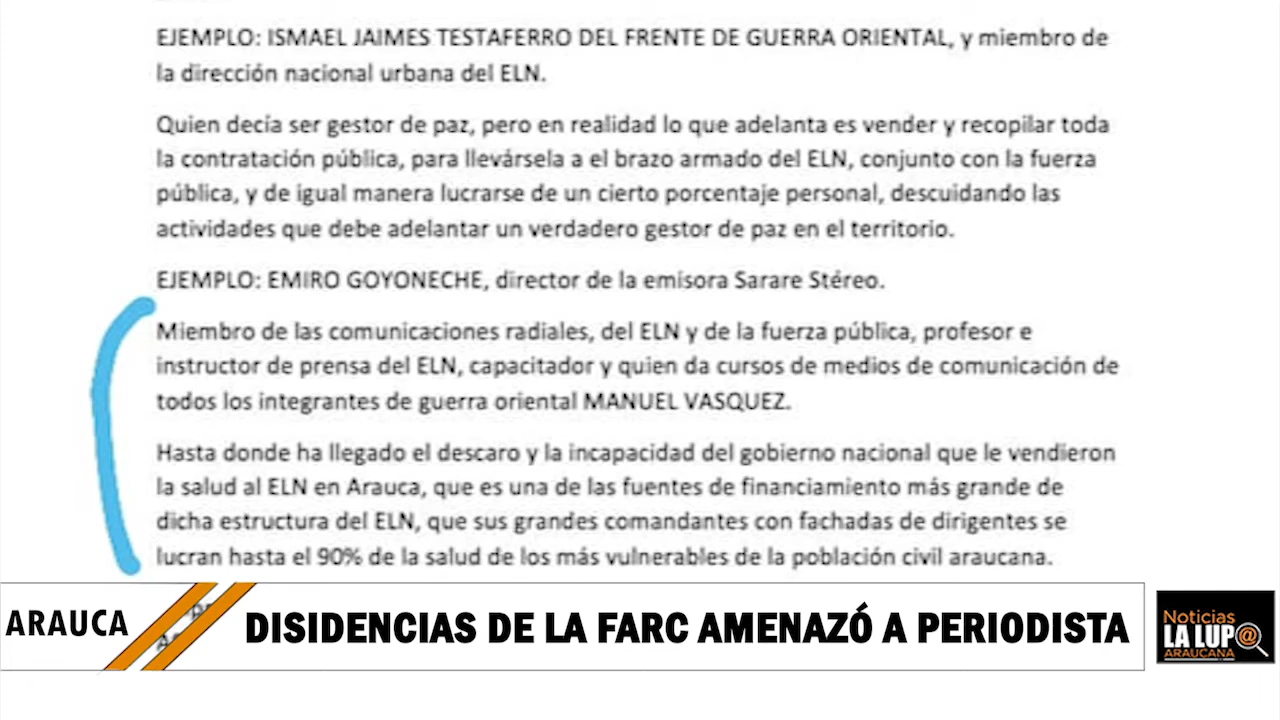 EJEMPLO: ISMAEL JAIMES TESTAFERRO DEL FRENTE DE GUERRA ORIENTAL, y miembro de
la dirección nacional urbana del ELN.
Quien decía ser gestor de paz, pero en realidad lo que adelanta es vender y recopilar toda
la contratación pública, para llevársela a el brazo armado del ELN, conjunto con la fuerza
pública, y de igual manera lucrarse de un cierto porcentaje personal, descuidando las
actividades que debe adelantar un verdadero gestor de paz en el territorio.
EJEMPLO: EMIRO GOYONECHE, director de la emisora Sarare Stéreo.
Miembro de las comunicaciones radiales, del ELN y de la fuerza pública, profesor e
instructor de prensa del ELN, capacitador y quien da cursos de medios de comunicación de
todos los integrantes de guerra oriental MANUEL VASQUEZ.
Hasta donde ha llegado el descaro y la incapacidad del gobierno nacional que le vendieron
la salud al ELN en Arauca, que es una de las fuentes de financiamiento más grande de
dicha estructura del ELN, que sus grandes comandantes con fachadas de dirigentes se
lucran hasta el 90% de la salud de los más vulnerables de la población civil araucana.
ARAUCA
DISIDENCIAS DE LA FARC AMENAZÓ A PERIODISTA
Noticias
LA LUP@
ARAUCANA